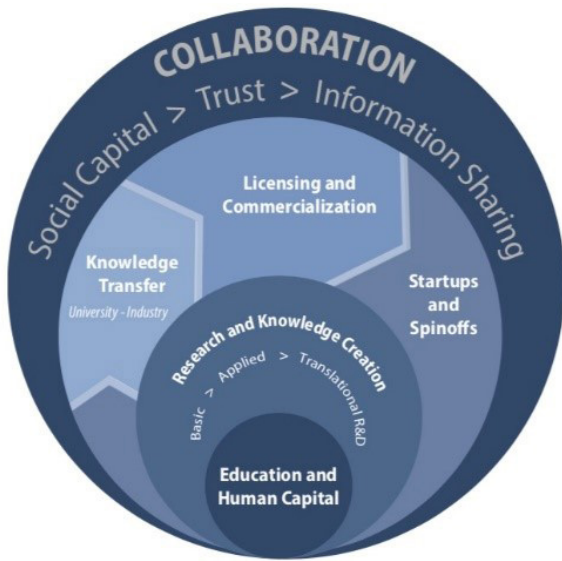 COLLABORATION
Social Capital > Trust > Information Sharing
Licensing and
Commercialization
Knowledge
Transfer
University - Industry
Startups
and
Spinoffs
Research and Knowledge Creation
Basic > Applied > Translational R&D
Education and
Human Capital